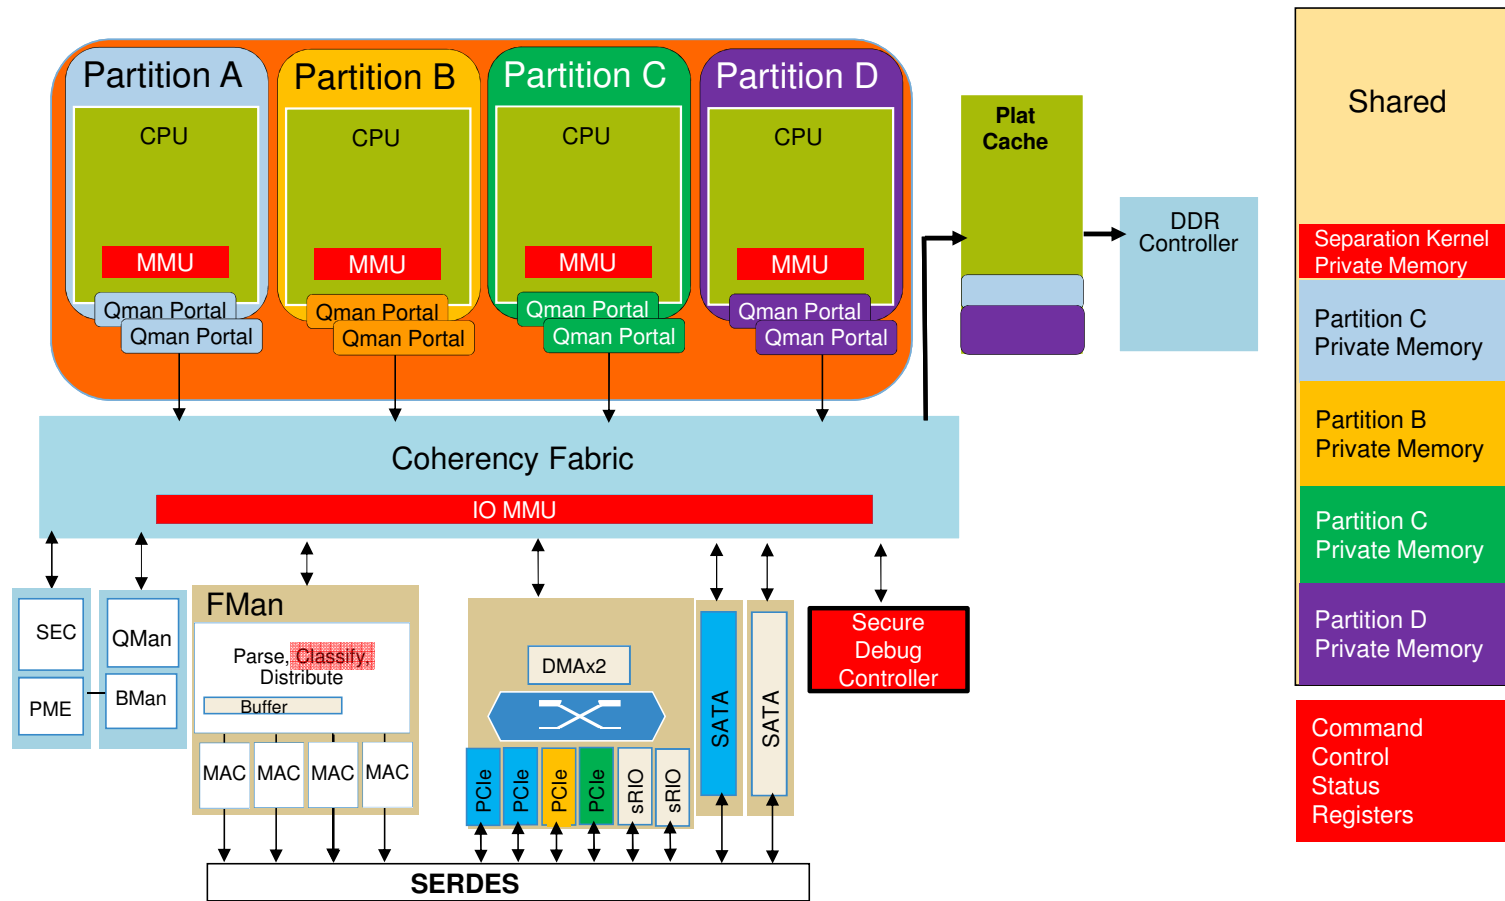 Partition A
Partition B
Partition C
Partition D
CPU
CPU
CPU
CPU
MMU
MMU
MMU
MMU
Qman Portal
Qman Portal
Qman Portal
Qman Portal
Qman Portal
Qman Portal
Qman Portal
Qman Portal
Plat
Cache
DDR
Controller
Coherency Fabric
IO MMU
SEC
PME
QMan
BMan
FMan
Parse, Classify,
Distribute
Buffer
MAC
MAC
MAC
MAC
DMAx2
PCIe
PCIe
PCIe
PCIe
sRIO
sRIO
SATA
SATA
Secure
Debug
Controller
SERDES
Shared
Separation Kernel
Private Memory
Partition C
Private Memory
Partition B
Private Memory
Partition C
Private Memory
Partition D
Private Memory
Command
Control
Status
Registers